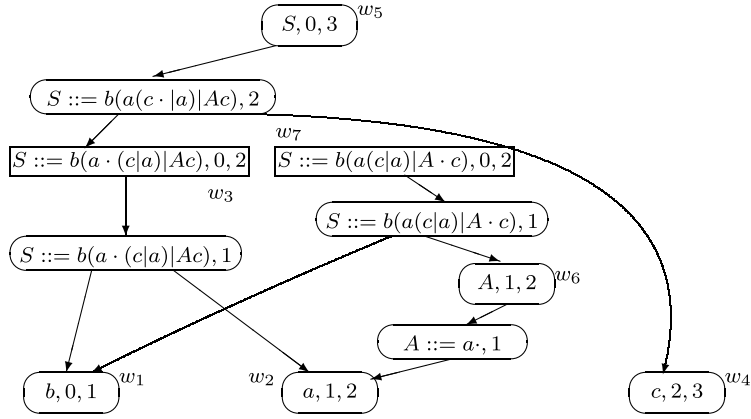 S, 0, 3 w₅
S ::= b(a(c · |a)|Ac), 2
w₇
S ::= b(a · (c|a)|Ac), 0, 2 S ::= b(a(c|a)|A · c), 0, 2
w₃
S ::= b(a(c|a)|A · c), 1
S ::= b(a · (c|a)|Ac), 1
A, 1, 2 w₆
A ::= a·, 1
b, 0, 1 w₁ w₂ a, 1, 2 c, 2, 3 w₄